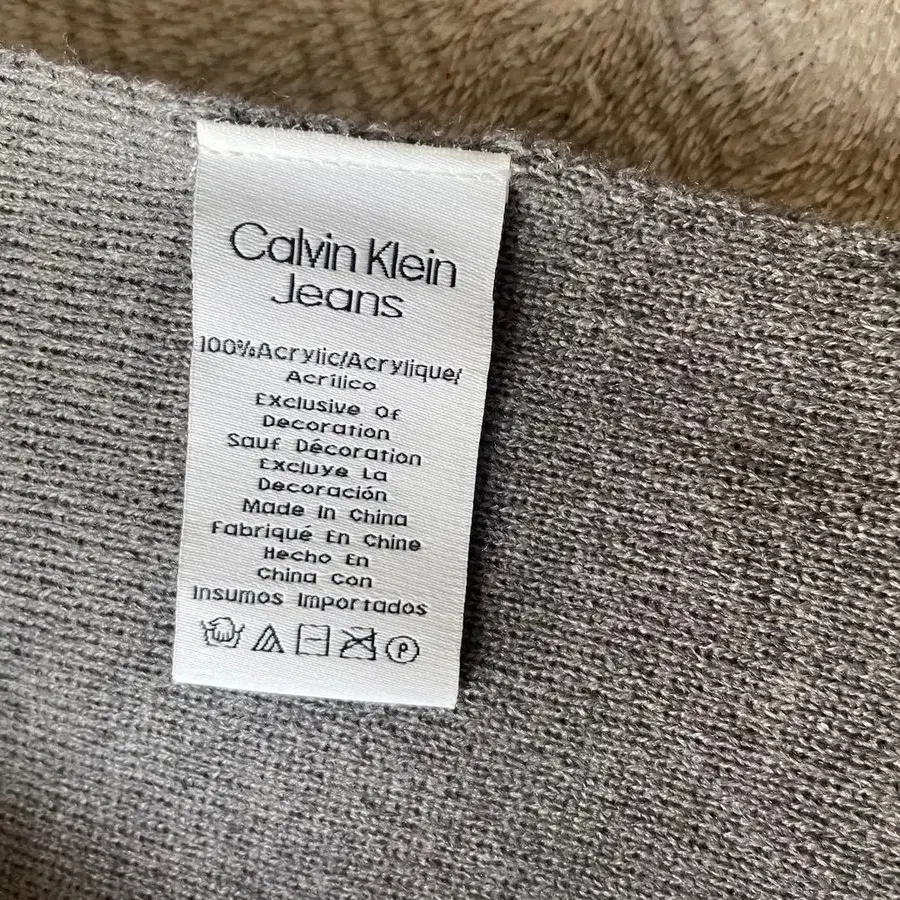 Calvin Klein
Jeans
100%Acrylic/Acrylique/
Acrílico
Exclusive Of
Decoration
Sauf Décoration
Excluye La
Decoración
Made In China
Fabriqué En Chine
Hecho En
China Con
Insumos Importados
P